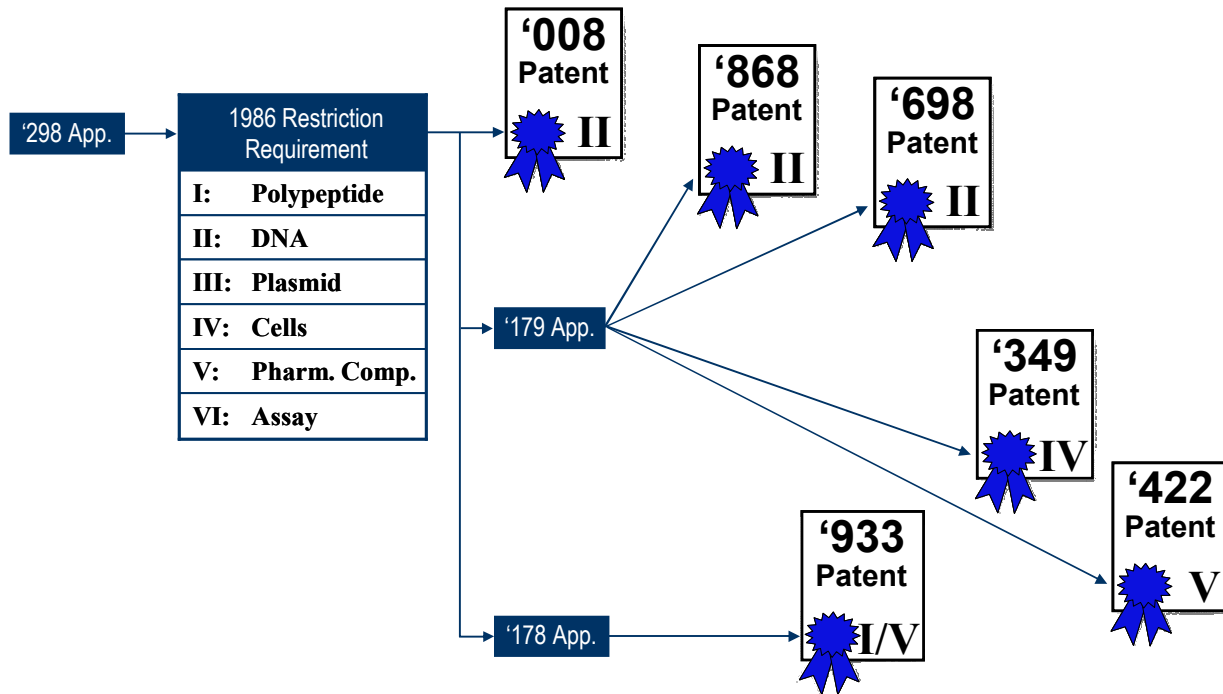 ‘298 App.
1986 Restriction
Requirement
I: Polypeptide
II: DNA
III: Plasmid
IV: Cells
V: Pharm. Comp.
VI: Assay
‘008
Patent
II
‘868
Patent
II
‘698
Patent
II
‘179 App.
‘349
Patent
IV
‘422
Patent
V
‘178 App.
‘933
Patent
I/V